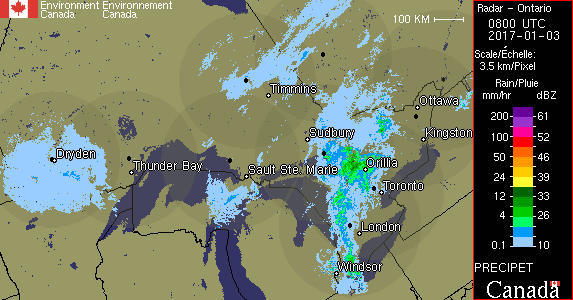 Environment Environnement
Canada Canada
100 KM
Timmins
Ottawa
Sudbury
Kingston
Dryden
Thunder Bay
Sault Ste. Marie
Orillia
Toronto
London
Windsor
Radar - Ontario
0800 UTC
2017-01-03
Scale/Échelle:
3.5 km/Pixel
Rain/Pluie
mm/hr dBZ
200 61
100 52
50 46
24 39
12 33
4 26
0.1 10
PRECIPET
Canada